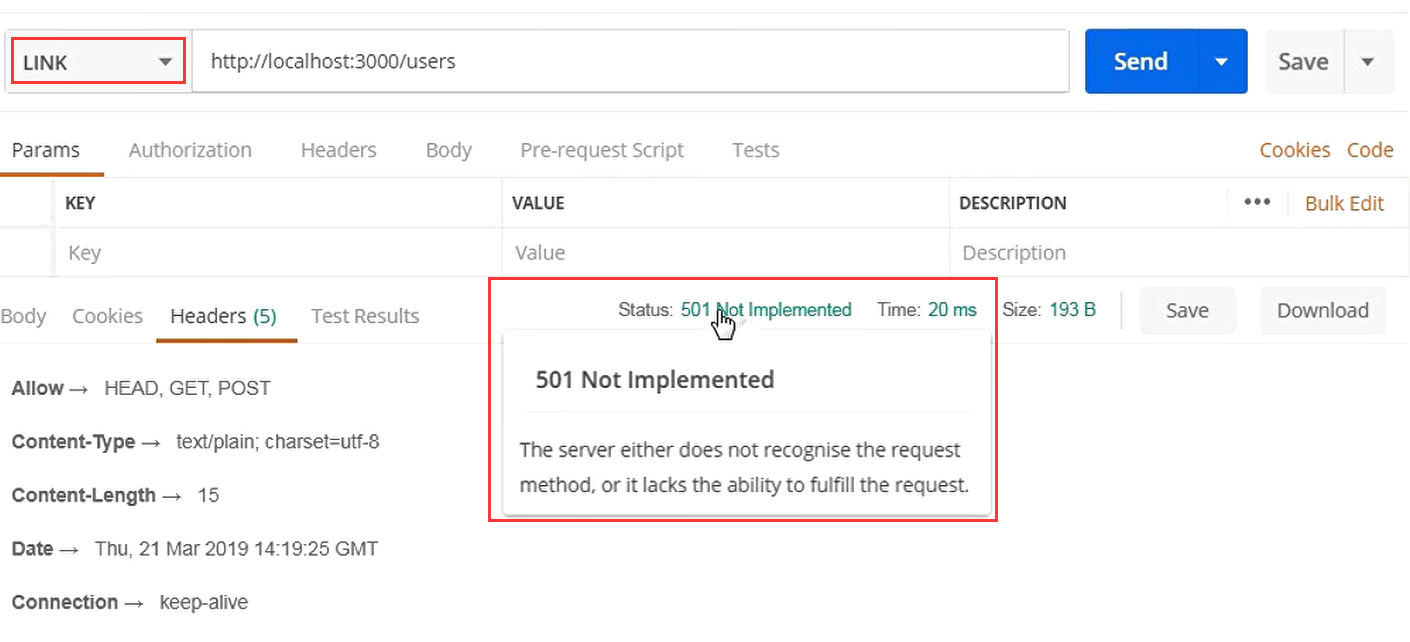 LINK http://localhost:3000/users Send Save
Params Authorization Headers Body Pre-request Script Tests Cookies Code
KEY VALUE DESCRIPTION ••• Bulk Edit
Key Value Description
Body Cookies Headers (5) Test Results Status: 501 Not Implemented Time: 20 ms Size: 193 B Save Download
501 Not Implemented
The server either does not recognise the request
method, or it lacks the ability to fulfill the request.
Allow → HEAD, GET, POST
Content-Type → text/plain; charset=utf-8
Content-Length → 15
Date → Thu, 21 Mar 2019 14:19:25 GMT
Connection → keep-alive